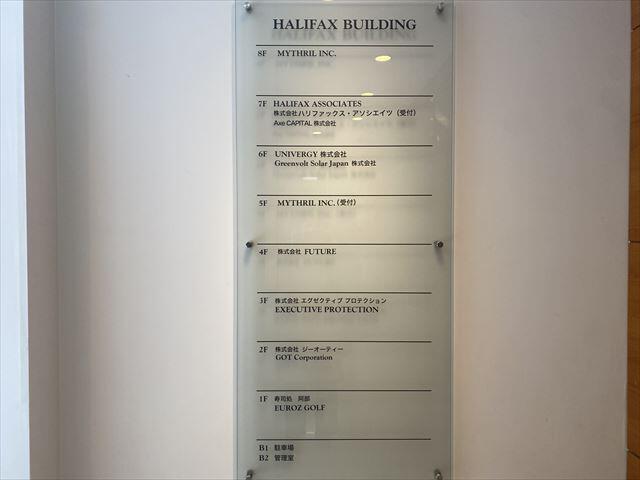 HALIFAX BUILDING
8F MYTHRIL INC.
7F HALIFAX ASSOCIATES
株式会社ハリファックス・アソシエイツ（受付）
Axe CAPITAL 株式会社
6F UNIVERGY 株式会社
Greenvolt Solar Japan 株式会社
5F MYTHRIL INC.（受付）
4F 株式会社 FUTURE
3F 株式会社 エグゼクティブ プロテクション
EXECUTIVE PROTECTION
2F 株式会社 ジーオーティー
GOT Corporation
1F 寿司処 阿部
EUROZ GOLF
B1 駐車場
B2 管理室